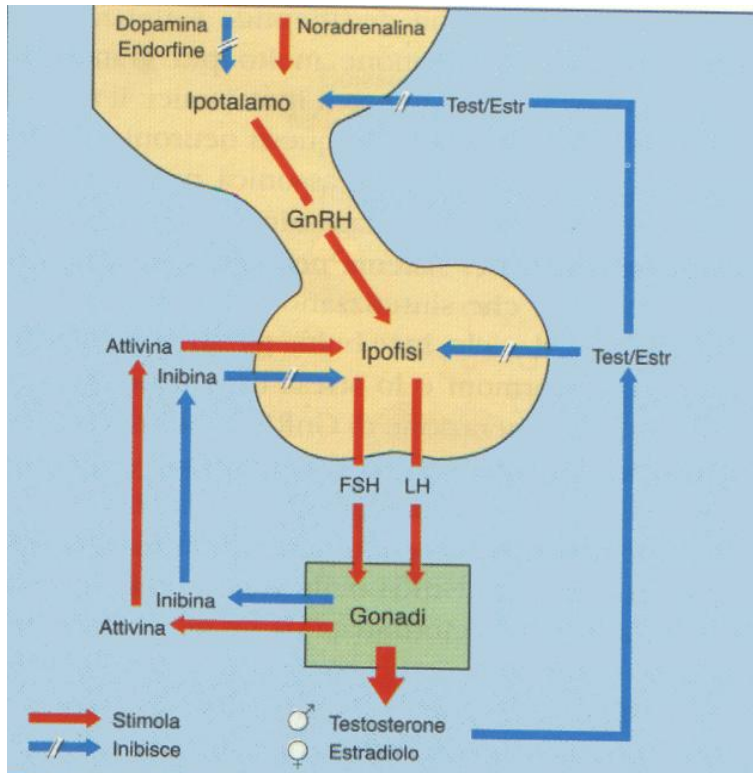 Dopamina
Endorfine
Noradrenalina
Ipotalamo
Test/Estr
GnRH
Attivina
Ipofisi
Test/Estr
Inibina
FSH
LH
Inibina
Gonadi
Attivina
Stimola
♂ Testosterone
Inibisce
♀ Estradiolo